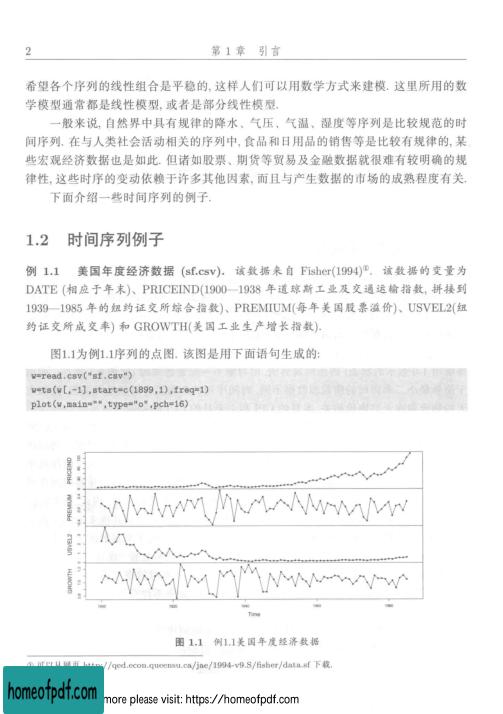 2
第 1 章 引言
希望各个序列的线性组合是平稳的, 这样人们可以用数学方式来建模. 这里所用的数
学模型通常都是线性模型, 或者是部分线性模型.
一般来说, 自然界中具有规律的降水、气压、气温、湿度等序列是比较规范的时
间序列. 在与人类社会活动相关的序列中, 食品和日用品的销售等是比较有规律的, 某
些宏观经济数据也是如此. 但诸如股票、期货等贸易及金融数据就很难有较明确的规
律性, 这些时序的变动依赖于许多其他因素, 而且与产生数据的市场的成熟程度有关.
下面介绍一些时间序列的例子.
1.2 时间序列例子
例 1.1 美国年度经济数据 (sf.csv). 该数据来自 Fisher(1994)①. 该数据的变量为
DATE (相应于年末)、PRICEIND(1900—1938 年道琼斯工业及交通运输指数, 拼接到
1939—1985 年的纽约证交所综合指数)、PREMIUM(每年美国股票溢价)、USVEL2(纽
约证交所成交率) 和 GROWTH(美国工业生产增长指数).
图1.1为例1.1序列的点图. 该图是用下面语句生成的:
w=read.csv("sf.csv")
w=ts(w[,-1],start=c(1899,1),freq=1)
plot(w,main="",type="o",pch=16)
PRICEIND
PREMIUM
USVEL2
GROWTH
1900 1920 1940 1960 1980
Time
图 1.1 例1.1美国年度经济数据
① 可以从网页 http://qed.econ.queensu.ca/jae/1994-v9.S/fisher/data.sf 下载.
homeofpdf.com
more please visit: https://homeofpdf.com